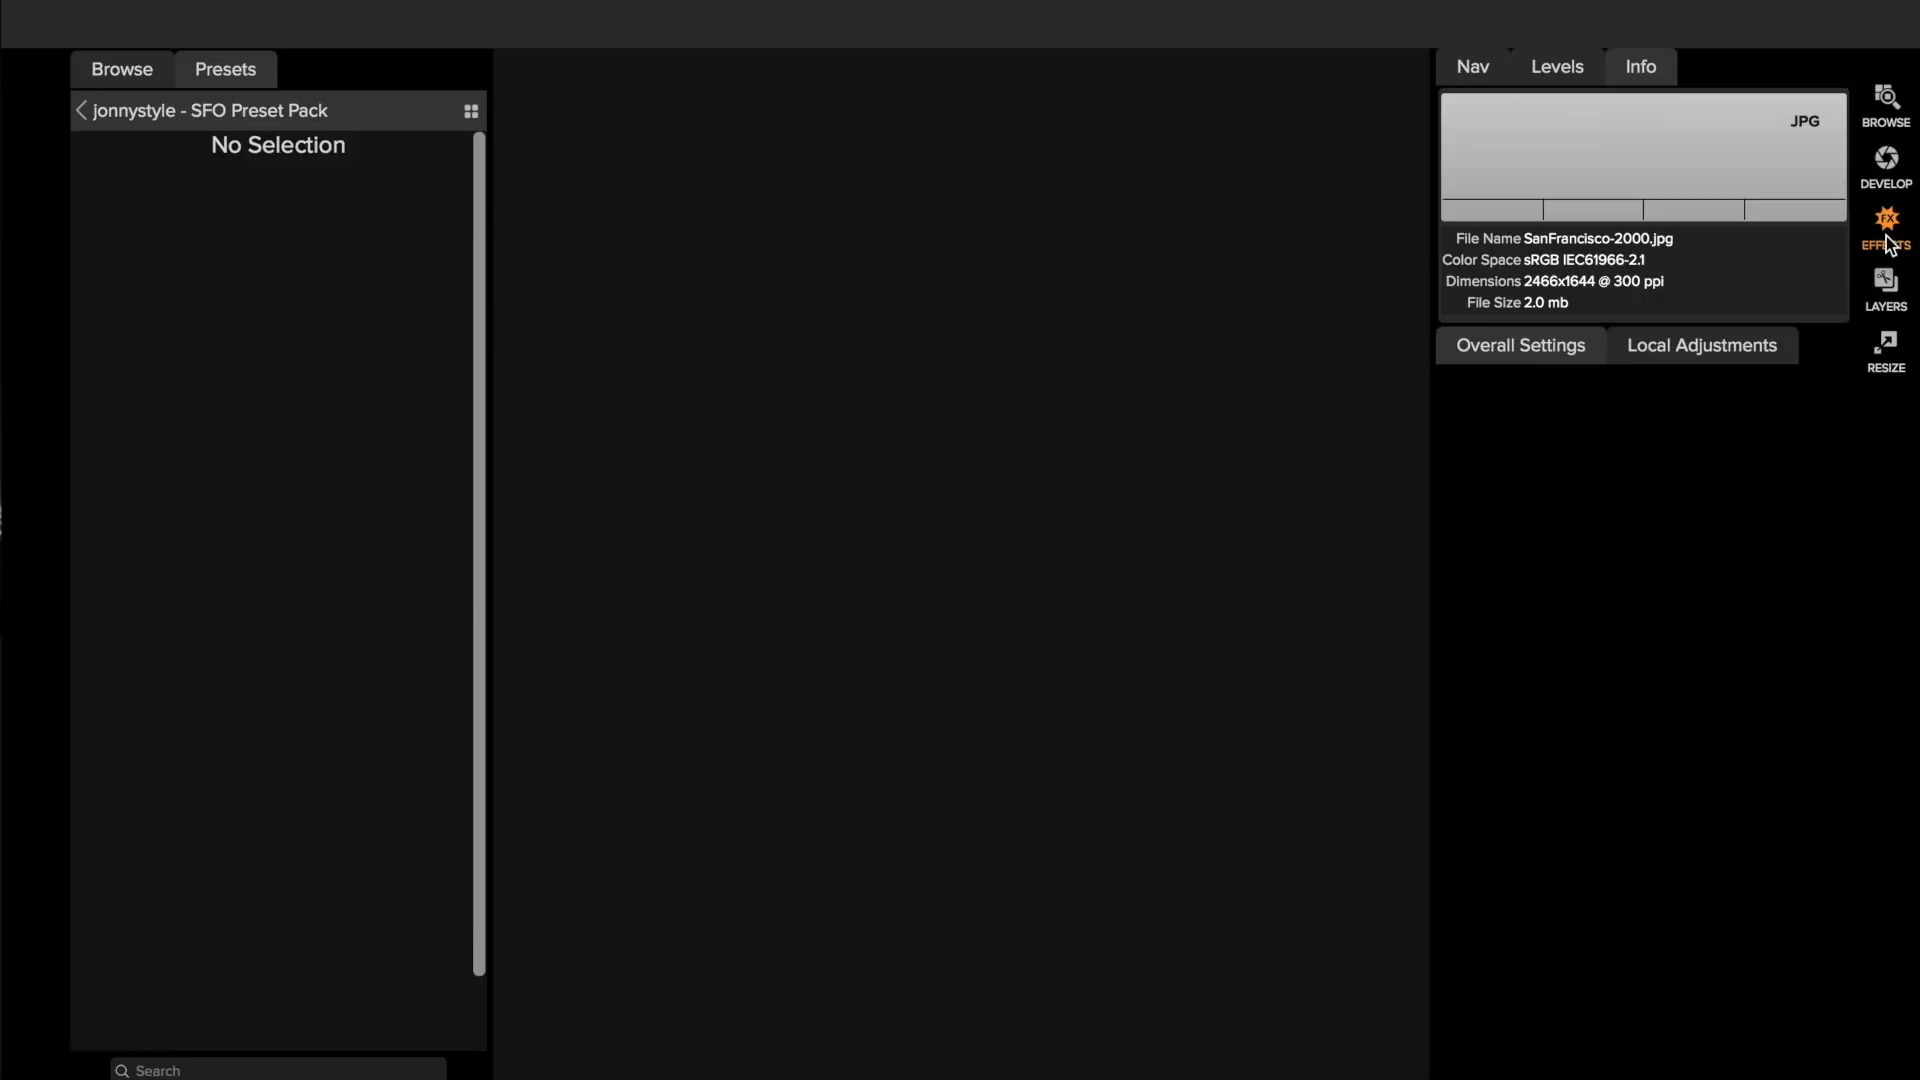 Browse
Presets
jonnystyle - SFO Preset Pack
No Selection
Search
Nav
Levels
Info
JPG
File Name SanFrancisco-2000.jpg
Color Space sRGB IEC61966-2.1
Dimensions 2466x1644 @ 300 ppi
File Size 2.0 mb
Overall Settings
Local Adjustments
BROWSE
DEVELOP
FX
EFFECTS
LAYERS
RESIZE